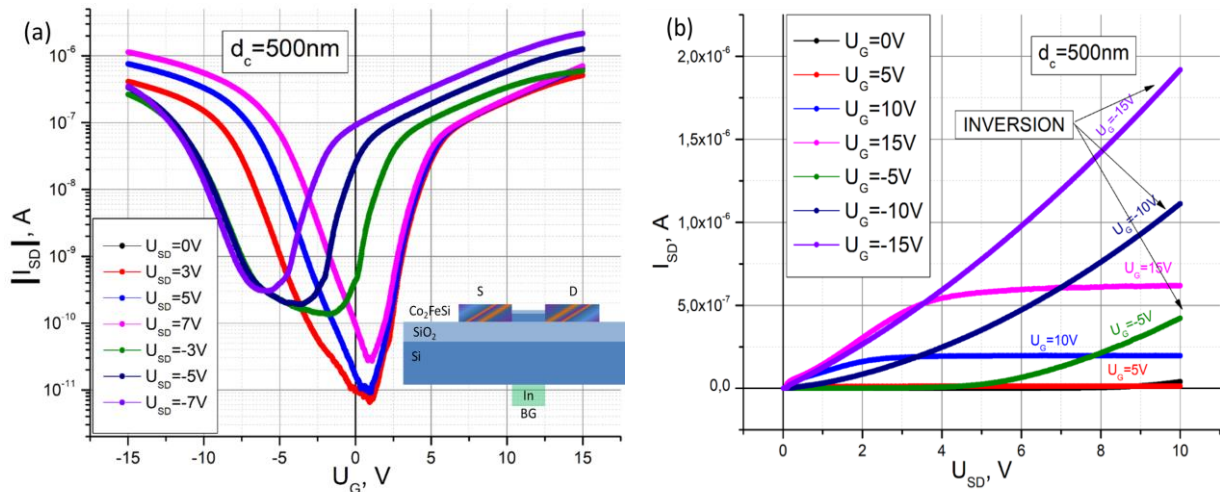 (a)
d_c=500nm
10^-6
10^-7
10^-8
10^-9
10^-10
10^-11
|I_SD|, A
U_SD=0V
U_SD=3V
U_SD=5V
U_SD=7V
U_SD=-3V
U_SD=-5V
U_SD=-7V
S
D
Co₂FeSi
SiO₂
Si
In
BG
-15
-10
-5
0
5
10
15
U_G, V
(b)
U_G=0V
U_G=5V
U_G=10V
U_G=15V
U_G=-5V
U_G=-10V
U_G=-15V
d_c=500nm
INVERSION
U_G=-15V
U_G=-10V
U_G=15V
U_G=-5V
U_G=10V
U_G=5V
2,0x10^-6
1,5x10^-6
1,0x10^-6
5,0x10^-7
0,0
I_SD, A
0
2
4
6
8
10
U_SD, V